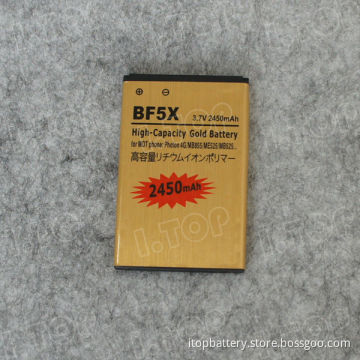 BF5X
3.7V 2450mAh
High-Capacity Gold Battery
for MOT phone: Photon 4G/MB855/ME525/MB525...
高容量リチウムイオンポリマー
2450mAh
I.TOP
itopbattery.store.bossgoo.com